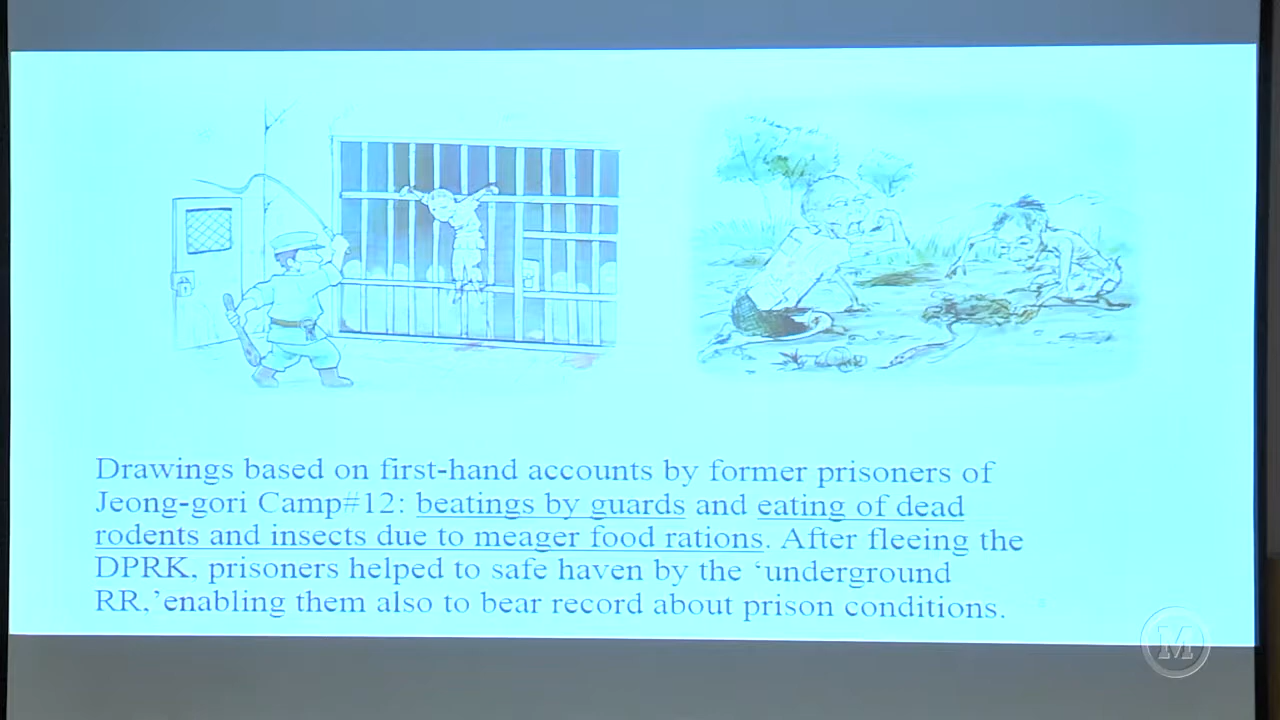 Drawings based on first-hand accounts by former prisoners of
Jeong-gori Camp#12: beatings by guards and eating of dead
rodents and insects due to meager food rations. After fleeing the
DPRK, prisoners helped to safe haven by the ‘underground
RR,’enabling them also to bear record about prison conditions.
M